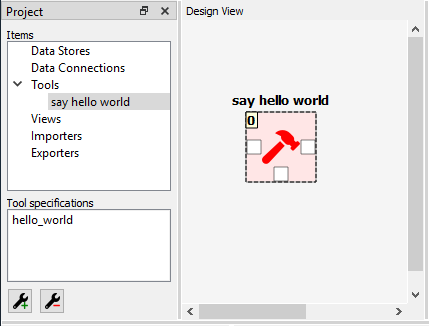 Project
Items
Data Stores
Data Connections
Tools
say hello world
Views
Importers
Exporters
Tool specifications
hello_world
Design View
say hello world
0